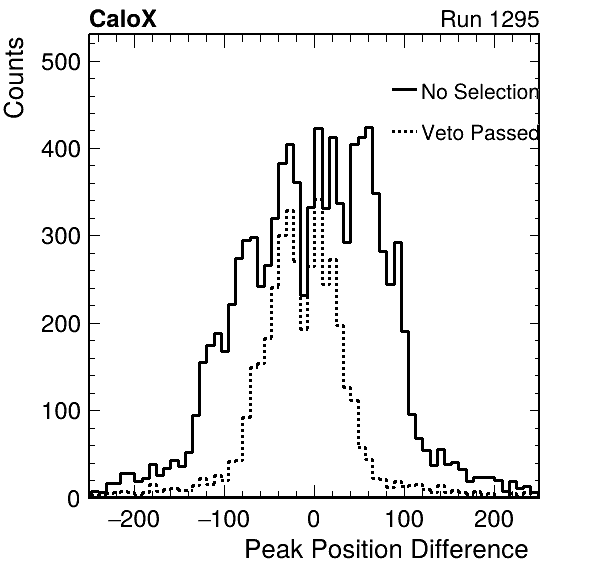 CaloX Run 1295
Counts
500
400
300
200
100
0
No Selection
Veto Passed
−200 −100 0 100 200
Peak Position Difference